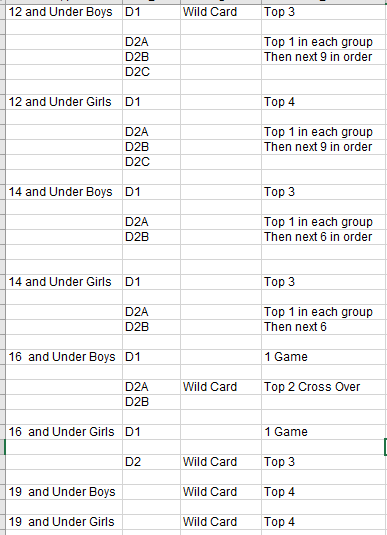 12 and Under Boys D1 Wild Card Top 3
D2A Top 1 in each group
D2B Then next 9 in order
D2C
12 and Under Girls D1 Top 4
D2A Top 1 in each group
D2B Then next 9 in order
D2C
14 and Under Boys D1 Top 3
D2A Top 1 in each group
D2B Then next 6 in order
14 and Under Girls D1 Top 3
D2A Top 1 in each group
D2B Then next 6
16 and Under Boys D1 1 Game
D2A Wild Card Top 2 Cross Over
D2B
16 and Under Girls D1 1 Game
D2 Wild Card Top 3
19 and Under Boys Wild Card Top 4
19 and Under Girls Wild Card Top 4